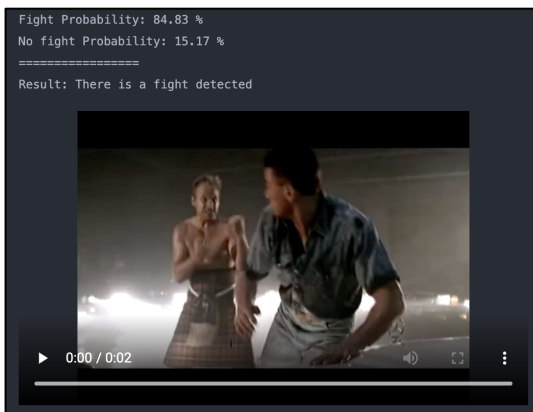 Fight Probability: 84.83 %
No fight Probability: 15.17 %
=================
Result: There is a fight detected
0:00 / 0:02